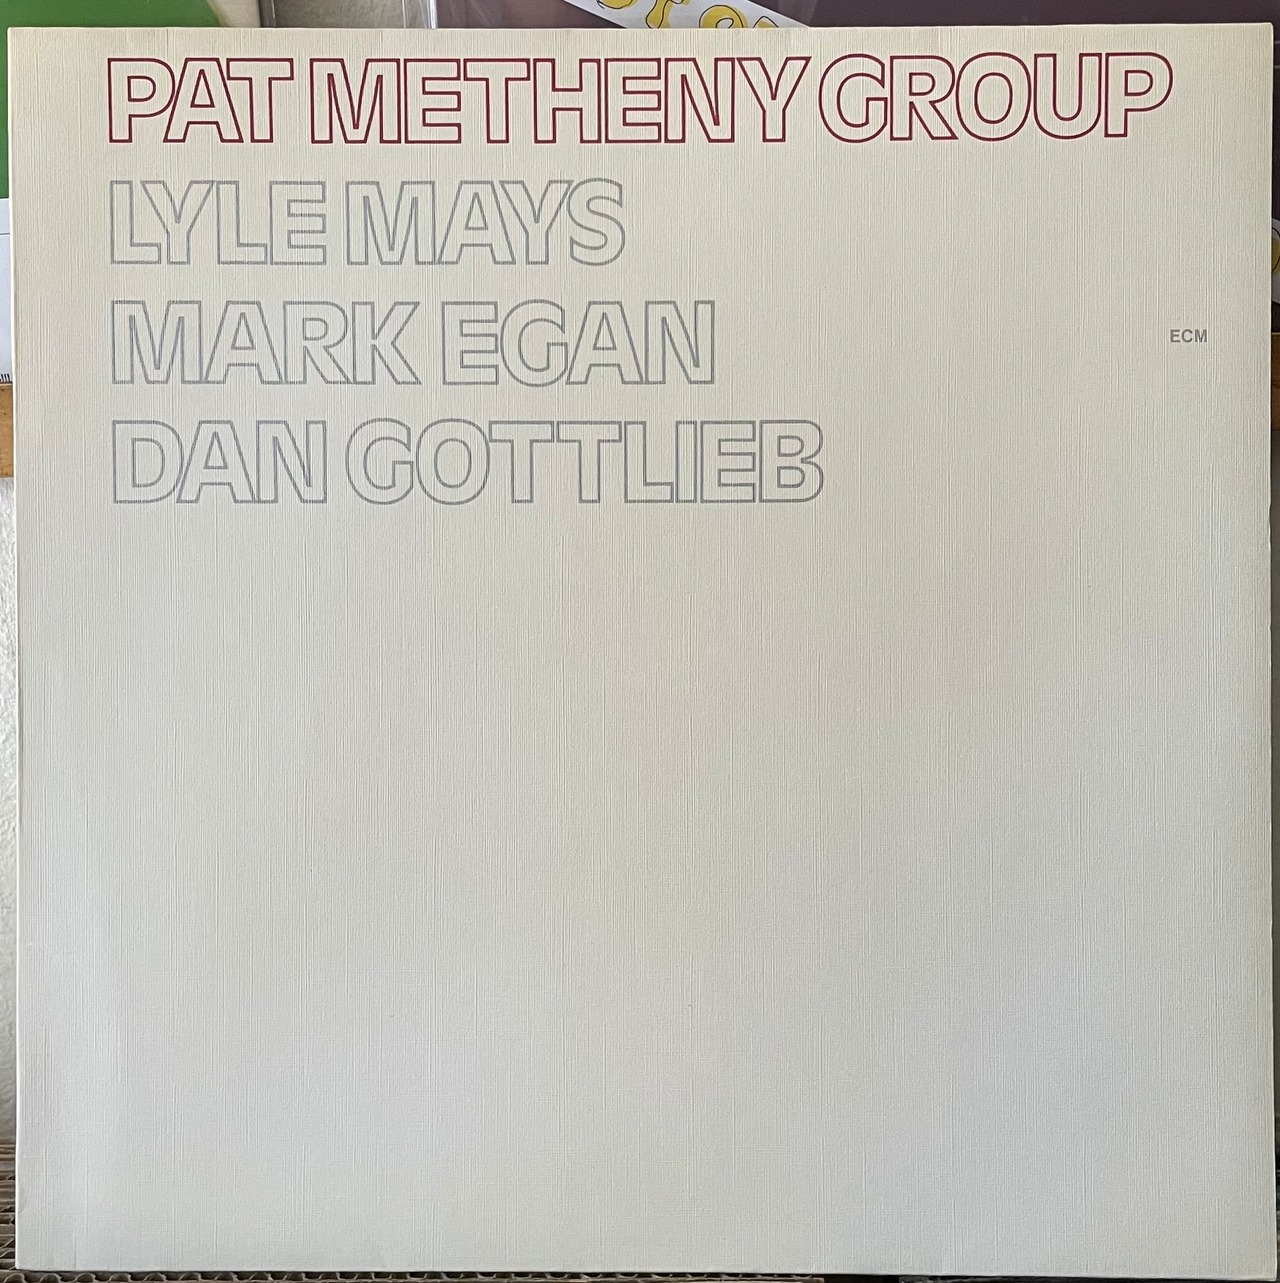 PAT METHENY GROUP
LYLE MAYS
MARK EGAN
ECM
DAN GOTTLIEB